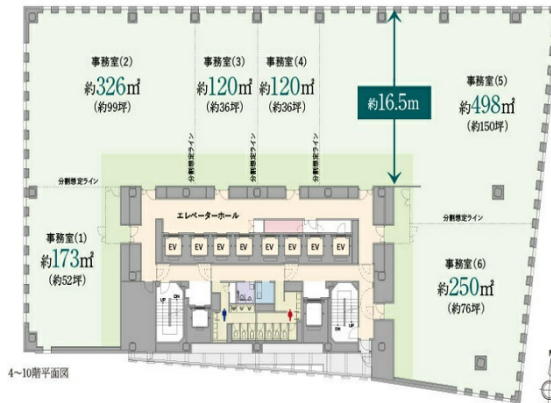 事務室(2)
約326㎡
(約99坪)
事務室(3)
約120㎡
(約36坪)
事務室(4)
約120㎡
(約36坪)
約16.5m
事務室(5)
約498㎡
(約150坪)
分割想定ライン
分割想定ライン
分割想定ライン
分割想定ライン
分割想定ライン
エレベーターホール
EV
EV
EV
EV
EV
EV
EV
EV
事務室(1)
約173㎡
(約52坪)
事務室(6)
約250㎡
(約76坪)
UP
DN
UP
DN
4〜10階平面図